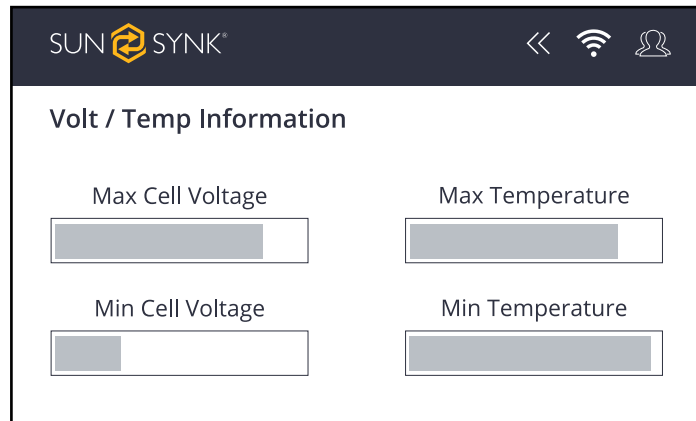 SUN SYNK®
Volt / Temp Information
Max Cell Voltage
Max Temperature
Min Cell Voltage
Min Temperature